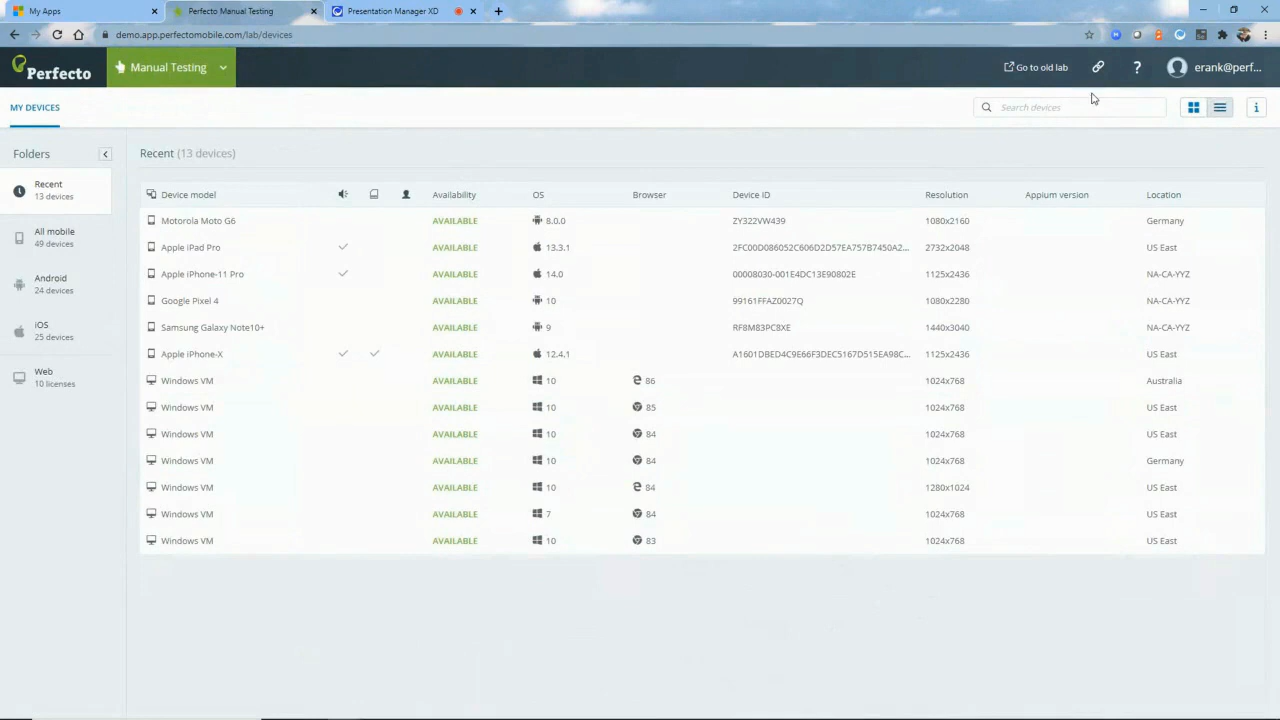 My Apps
Perfecto Manual Testing
Presentation Manager XD
demo.app.perfectomobile.com/lab/devices
Perfecto
Manual Testing
Go to old lab
?
erank@perf...
MY DEVICES
Search devices
i
Folders
Recent
13 devices
All mobile
49 devices
Android
24 devices
iOS
25 devices
Web
10 licenses
Recent (13 devices)
Device model Availability OS Browser Device ID Resolution Appium version Location
Motorola Moto G6 AVAILABLE 8.0.0 ZY322VW439 1080x2160 Germany
Apple iPad Pro AVAILABLE 13.3.1 2FC00D086052C606D2D57EA757B7450A2... 2732x2048 US East
Apple iPhone-11 Pro AVAILABLE 14.0 00008030-001E4DC13E90802E 1125x2436 NA-CA-YYZ
Google Pixel 4 AVAILABLE 10 99161FFAZ0027Q 1080x2280 NA-CA-YYZ
Samsung Galaxy Note10+ AVAILABLE 9 RF8M83PC8XE 1440x3040 NA-CA-YYZ
Apple iPhone-X AVAILABLE 12.4.1 A1601DBED4C9E66F3DEC5167D515EA98C... 1125x2436 US East
Windows VM AVAILABLE 10 86 1024x768 Australia
Windows VM AVAILABLE 10 85 1024x768 US East
Windows VM AVAILABLE 10 84 1024x768 US East
Windows VM AVAILABLE 10 84 1024x768 Germany
Windows VM AVAILABLE 10 84 1280x1024 US East
Windows VM AVAILABLE 7 84 1024x768 US East
Windows VM AVAILABLE 10 83 1024x768 US East